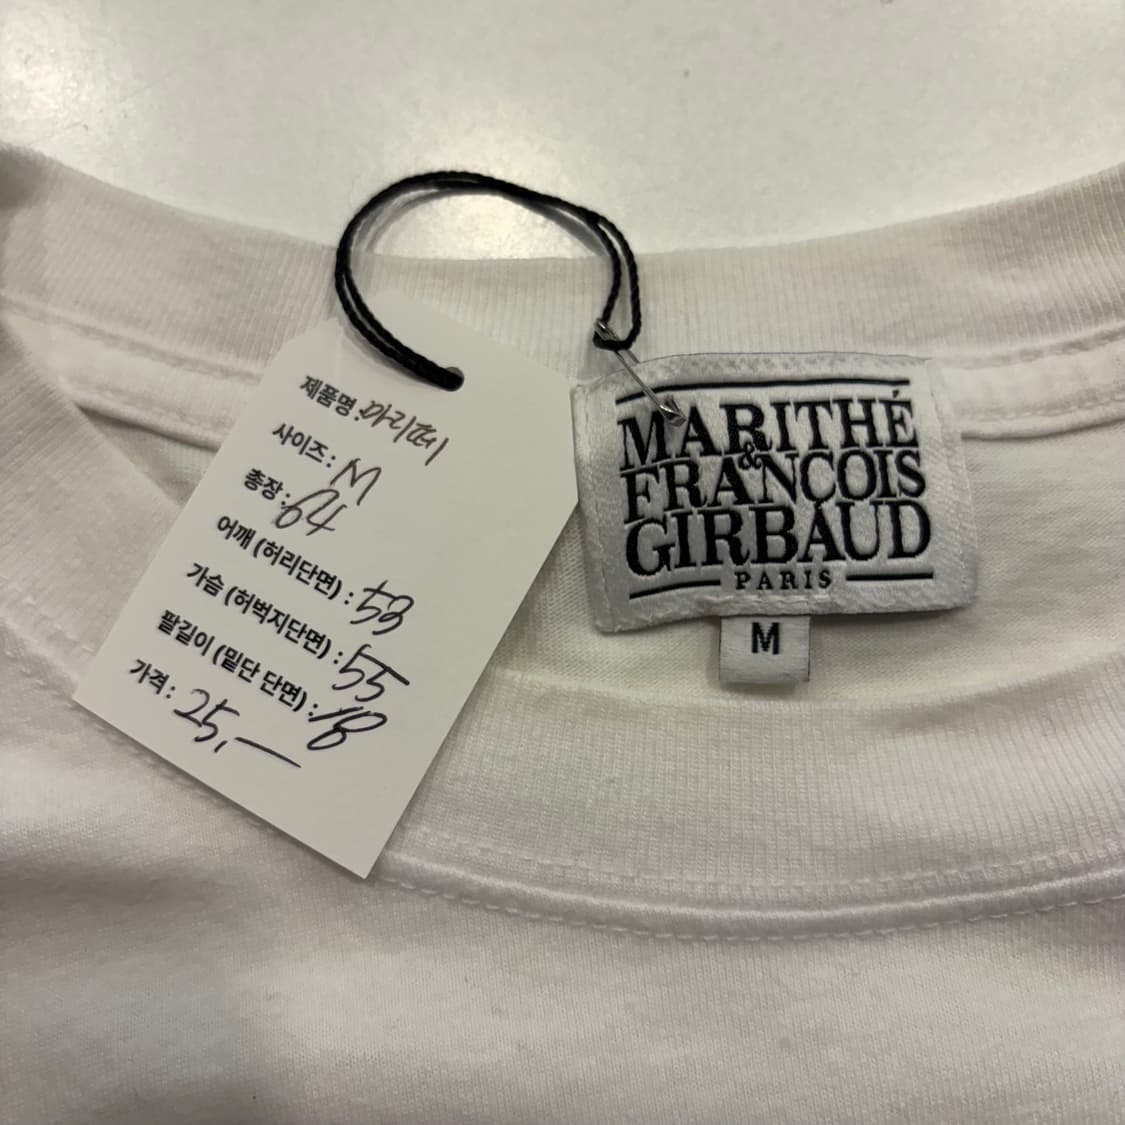 제품명: 마리떼
사이즈: M
총장: 64
어깨 (허리단면) : 53
가슴 (허벅지단면) : 55
팔길이 (밑단 단면) : 18
가격 : 25,—
MARITHÉ
&
FRANÇOIS
GIRBAUD
PARIS
M